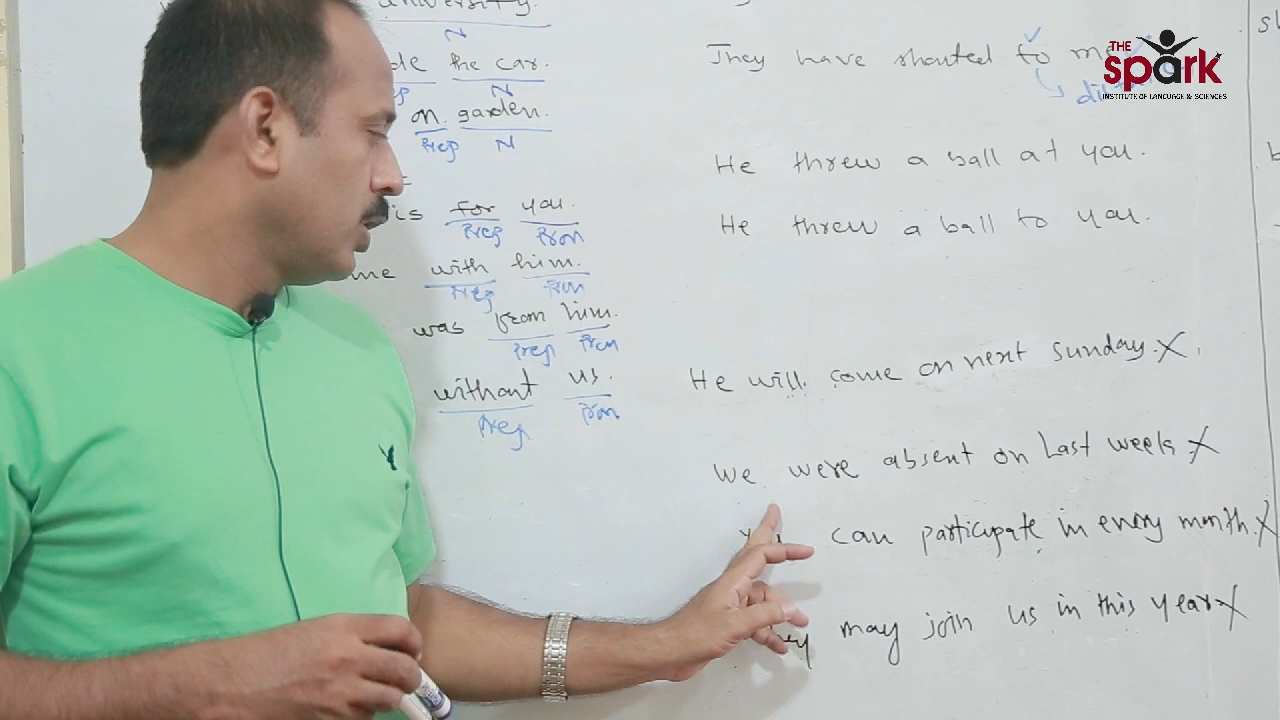 university.
N
the car.
N
on garden.
Prep N
is for you.
Prep Pron
me with him.
Prep Pron
was from him.
Prep Pron
without us.
Prep Pron
They have shouted to me
He threw a ball at you.
He threw a ball to you.
He will come on next Sunday. X
We were absent on Last week X
can participate in every month. X
may join us in this year X
THE
spark
INSTITUTE OF LANGUAGE & SCIENCES